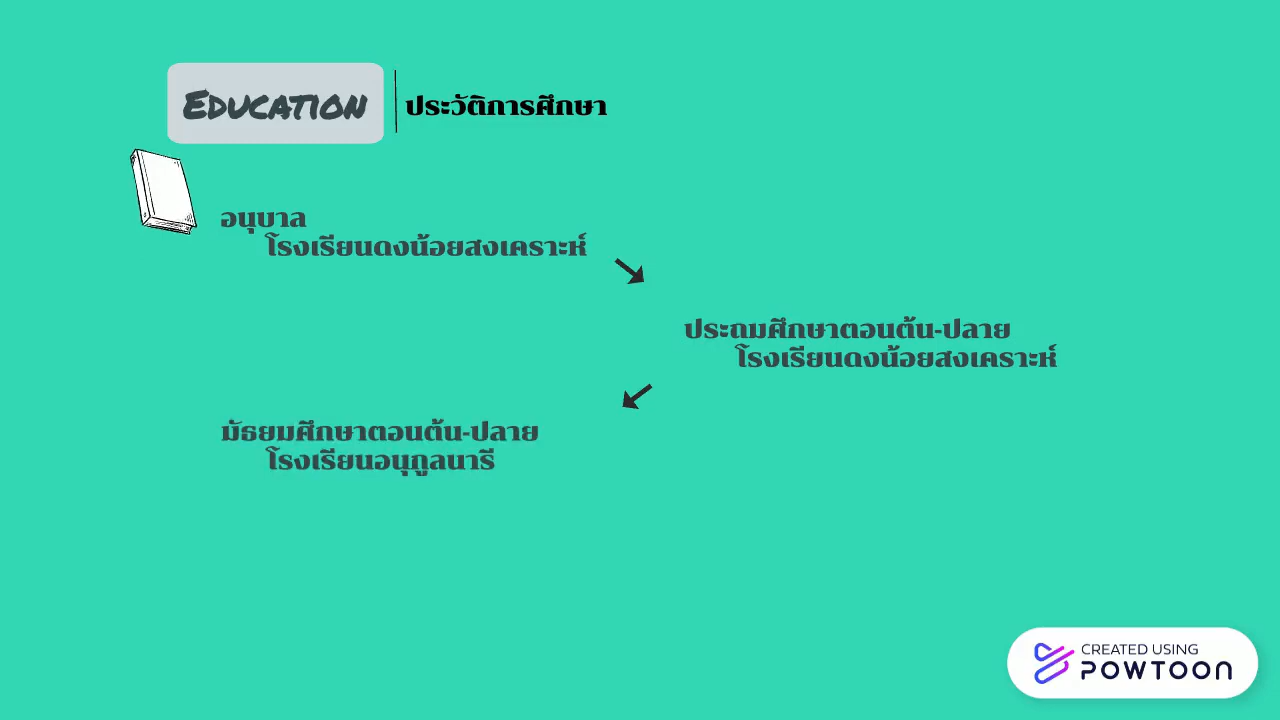 EDUCATION
ประวัติการศึกษา
อนุบาล
โรงเรียนดงน้อยสงเคราะห์
ประถมศึกษาตอนต้น-ปลาย
โรงเรียนดงน้อยสงเคราะห์
มัธยมศึกษาตอนต้น-ปลาย
โรงเรียนอนุกูลนารี
CREATED USING
POWTOON